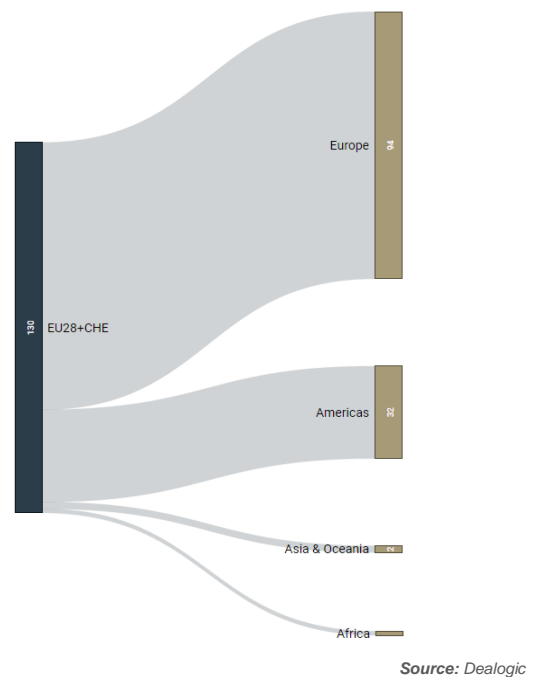 94
Europe
130
EU28+CHE
Americas
32
Asia & Oceania
2
Africa
Source: Dealogic